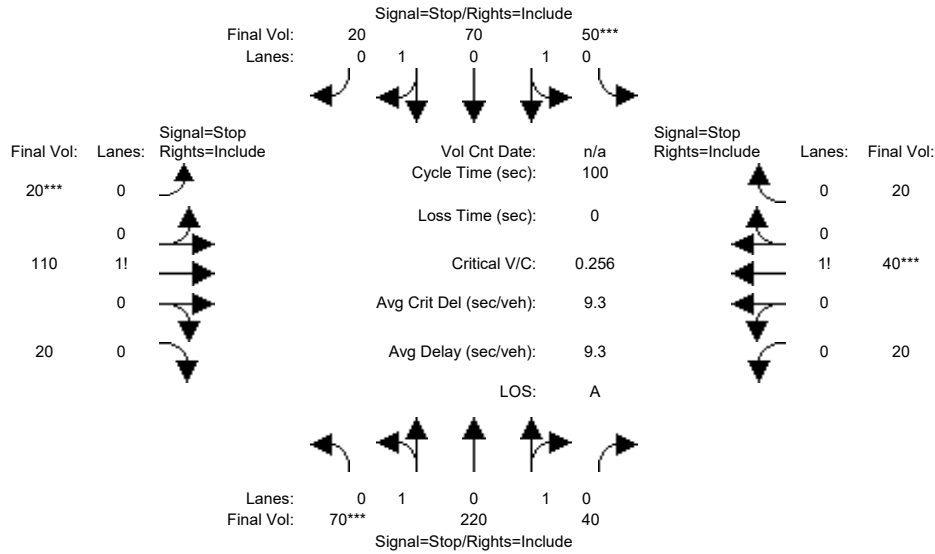 Signal=Stop/Rights=Include
Final Vol: 20 70 50***
Lanes: 0 1 0 1 0
Signal=Stop
Final Vol: Lanes: Rights=Include
Vol Cnt Date: n/a
Signal=Stop
Rights=Include Lanes: Final Vol:
Cycle Time (sec): 100
20*** 0
0 20
Loss Time (sec): 0
0
0
110 1!
Critical V/C: 0.256
1! 40***
0
Avg Crit Del (sec/veh): 9.3
0
20 0
Avg Delay (sec/veh): 9.3
0 20
LOS: A
Lanes: 0 1 0 1 0
Final Vol: 70*** 220 40
Signal=Stop/Rights=Include